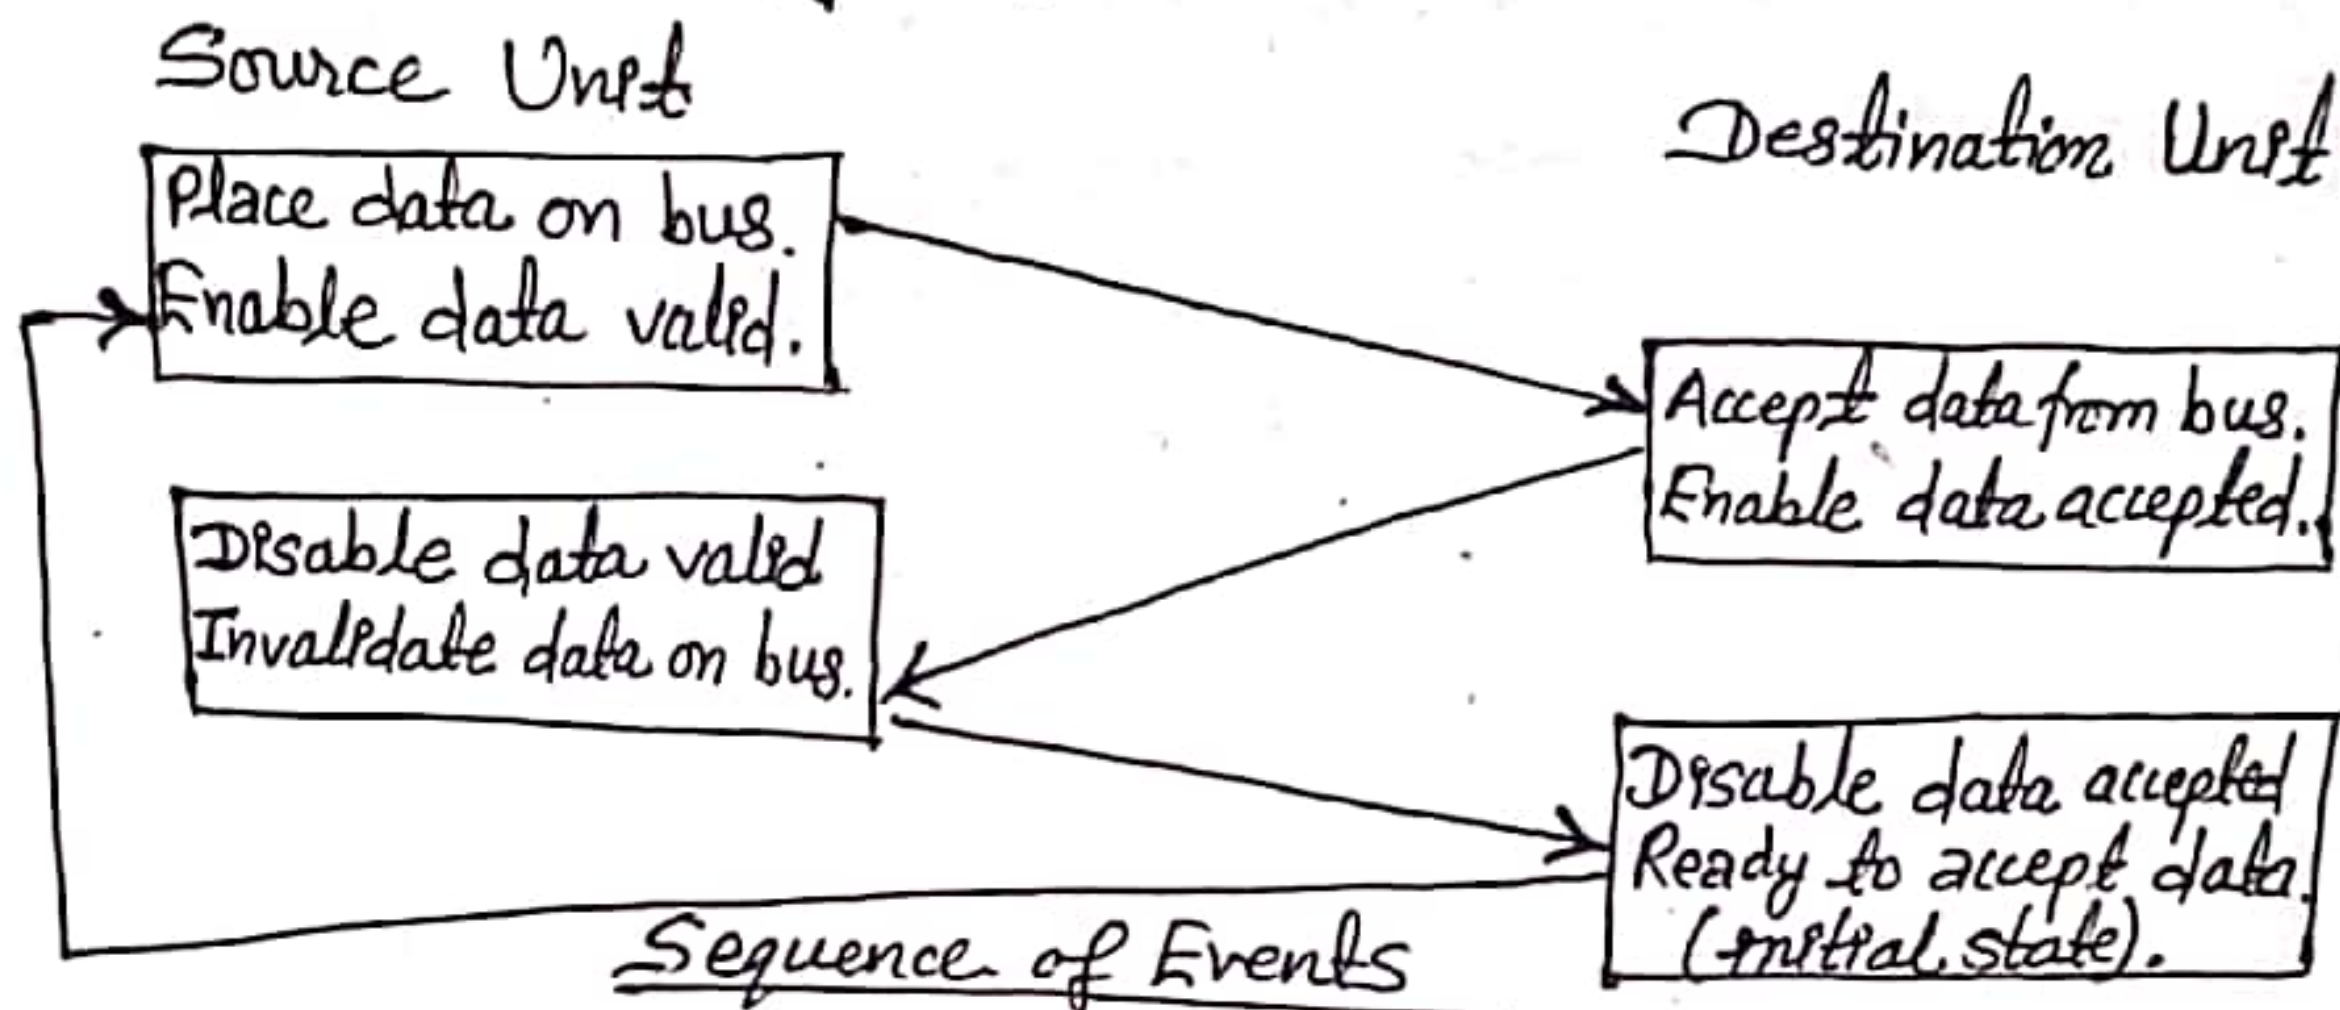 Source Unit
Destination Unit
Place data on bus.
Enable data valid.
Accept data from bus.
Enable data accepted.
Disable data valid
Invalidate data on bus.
Disable data accepted
Ready to accept data.
(initial state).
Sequence of Events